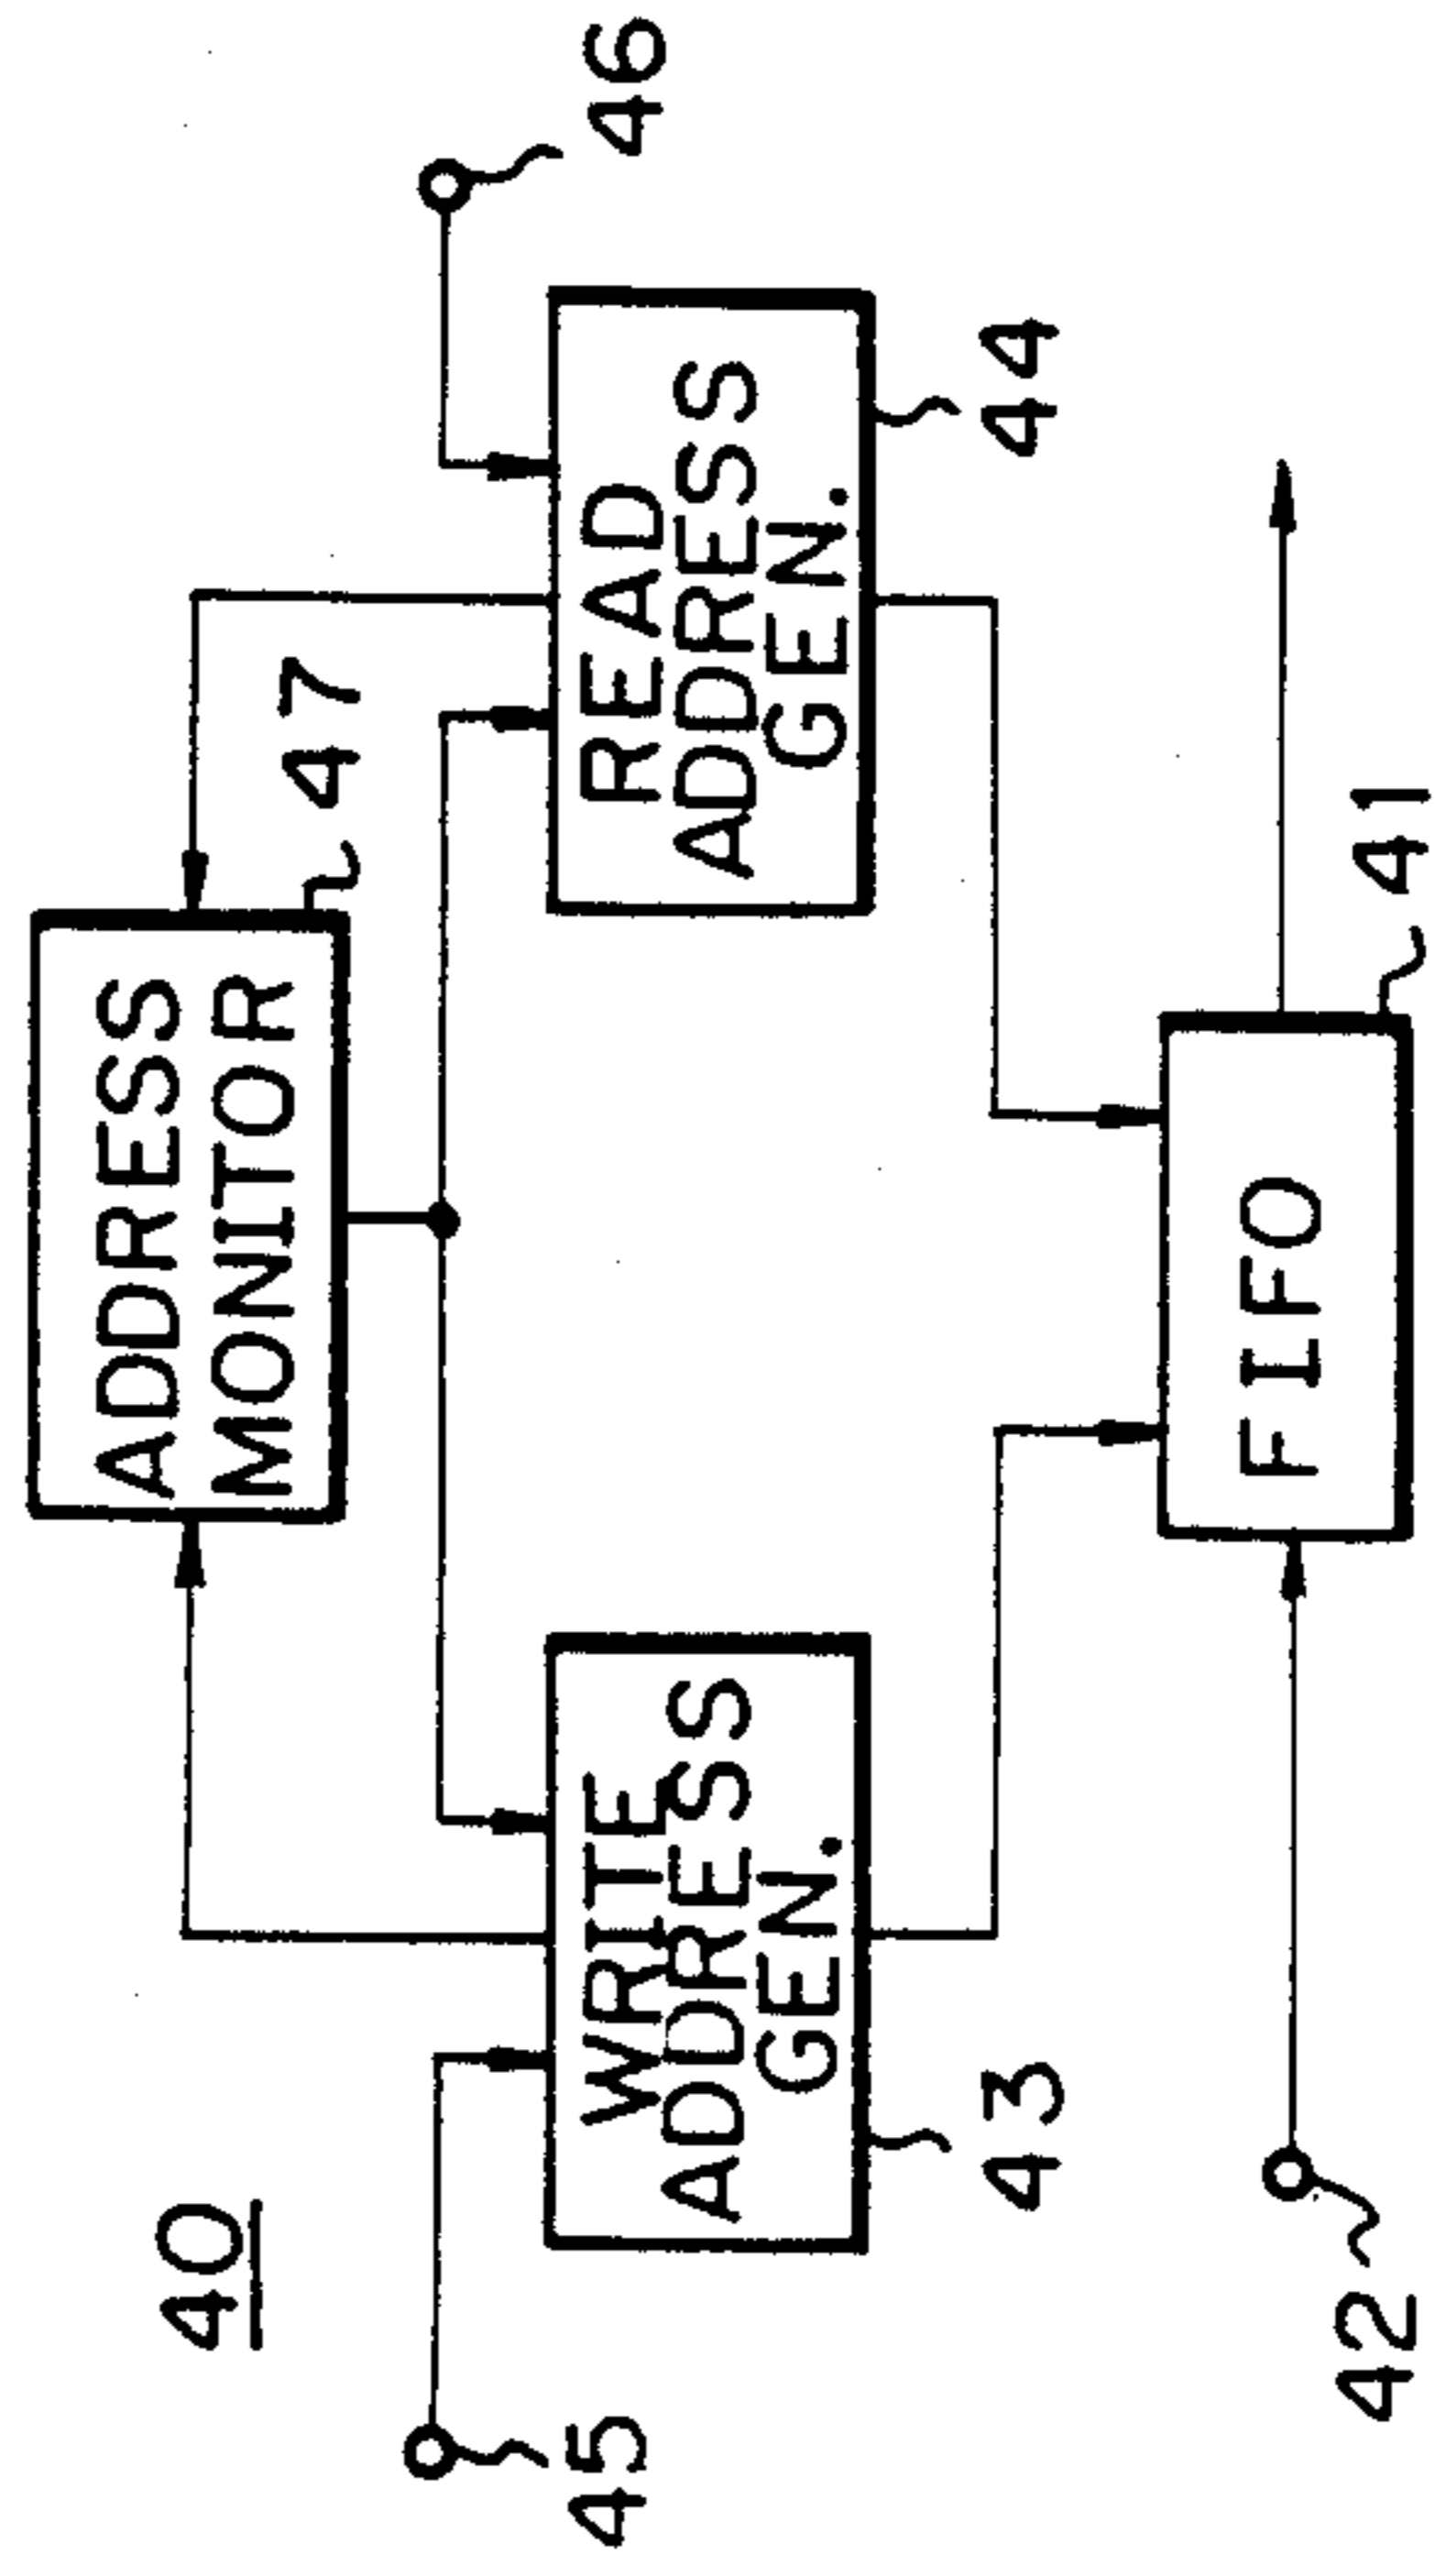 40
ADDRESS
MONITOR
47
45
46
WRITE
ADDRESS
GEN.
43
READ
ADDRESS
GEN.
44
42
FIFO
41